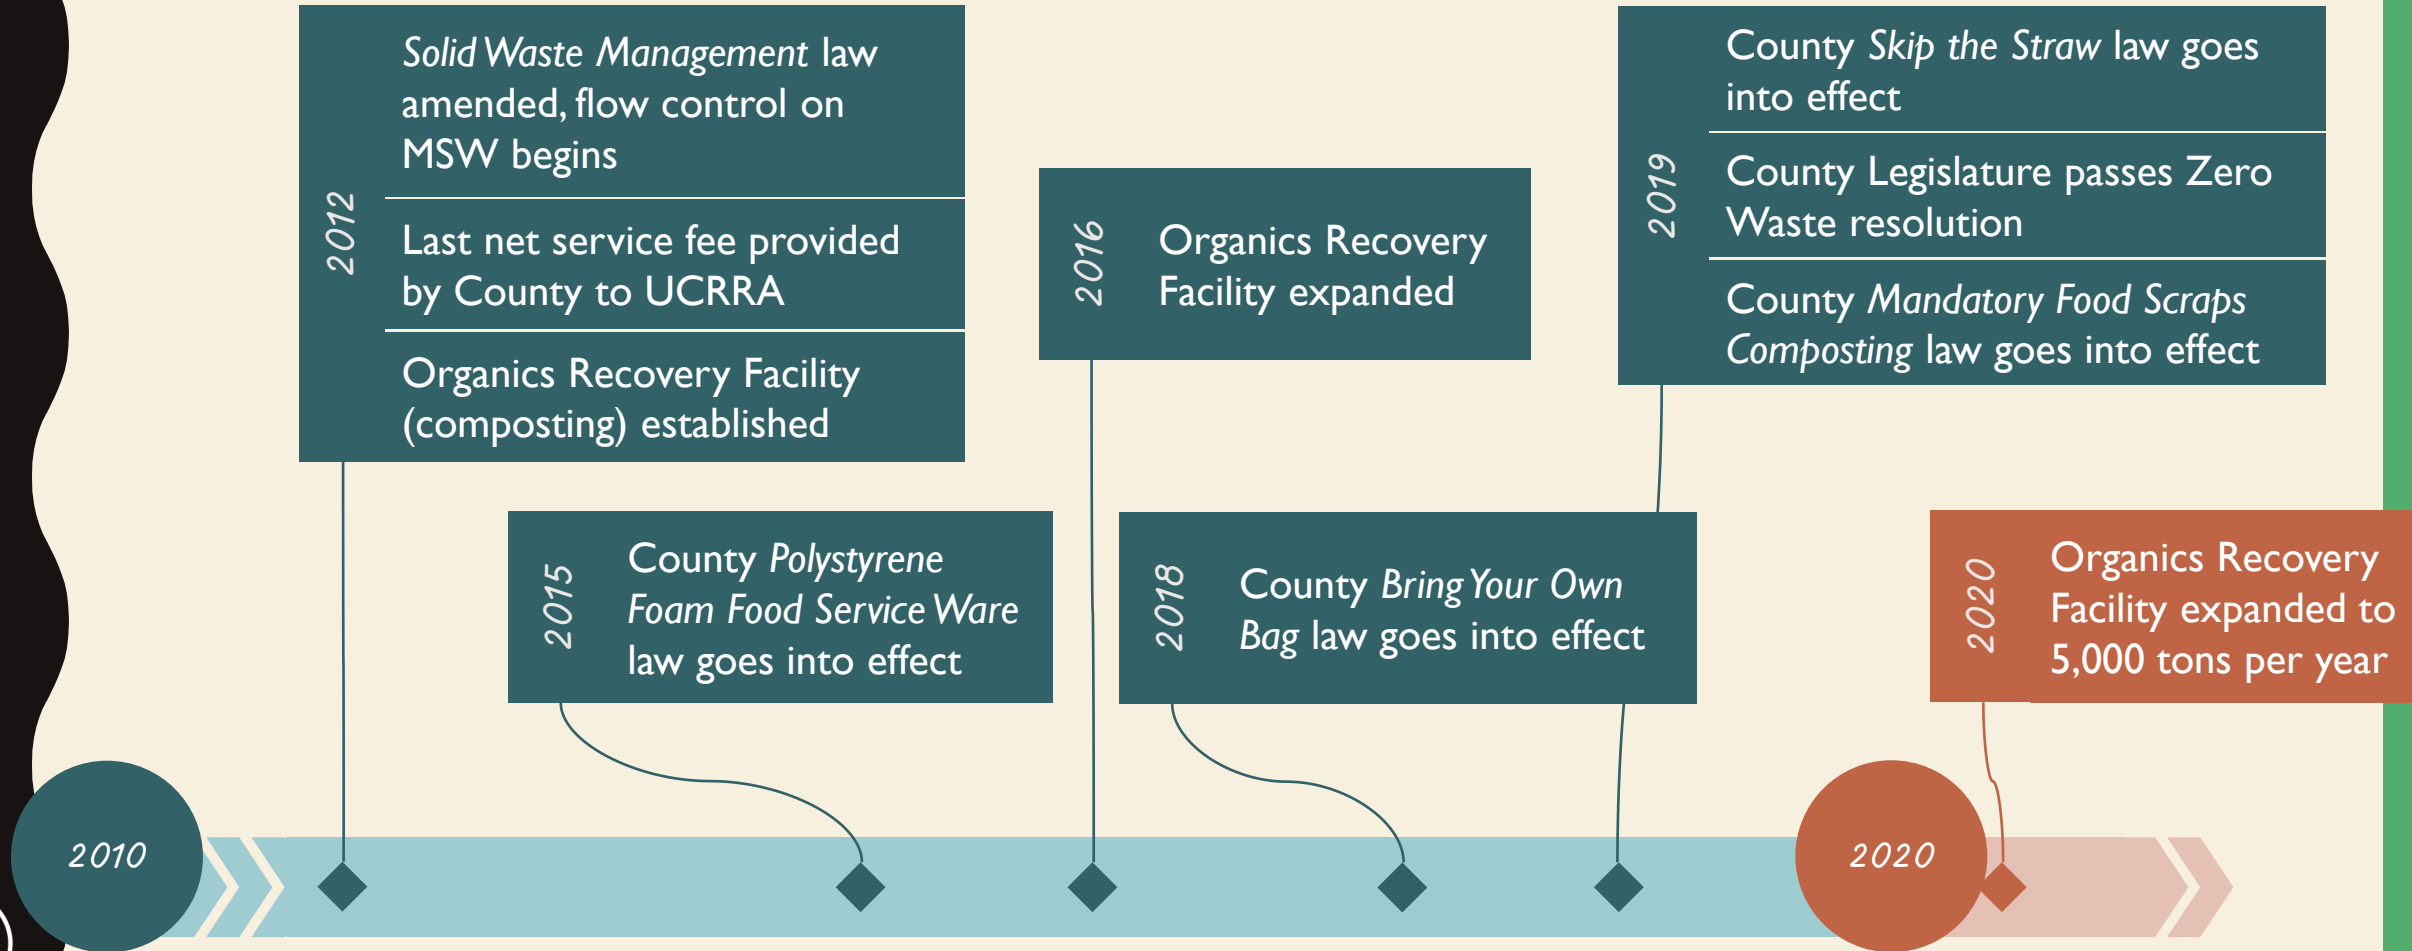 2012
Solid Waste Management law
amended, flow control on
MSW begins
Last net service fee provided
by County to UCRRA
Organics Recovery Facility
(composting) established
2015
County Polystyrene
Foam Food Service Ware
law goes into effect
2016
Organics Recovery
Facility expanded
2018
County Bring Your Own
Bag law goes into effect
2019
County Skip the Straw law goes
into effect
County Legislature passes Zero
Waste resolution
County Mandatory Food Scraps
Composting law goes into effect
2020
Organics Recovery
Facility expanded to
5,000 tons per year
2010
2020